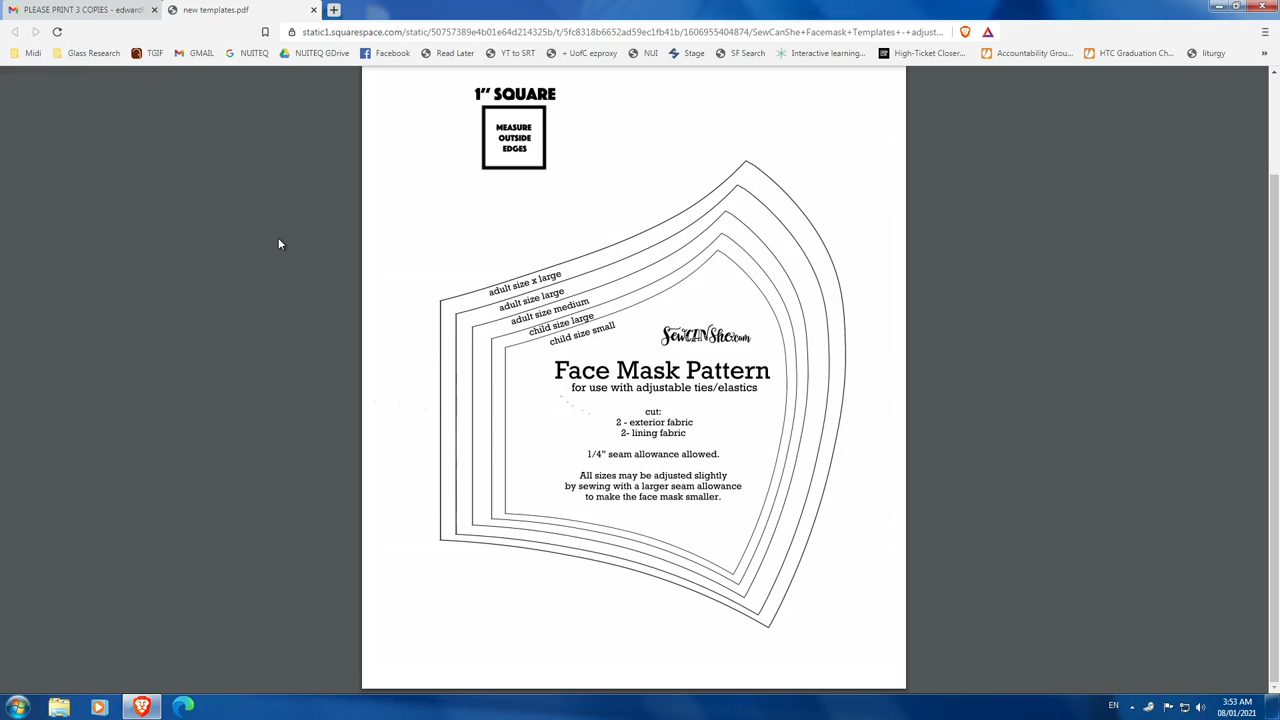 PLEASE PRINT 3 COPIES - edwardl
new templates.pdf
static1.squarespace.com/static/50757389e4b01e64d214325b/t/5fc8318b6652ad59ec1fb41b/1606955404874/SewCanShe+Facemask+Templates+-+adjust...
Midi
Glass Research
TGIF
GMAIL
NUITEQ
NUITEQ GDrive
Facebook
Read Later
YT to SRT
+ UofC ezproxy
NUI
Stage
SF Search
Interactive learning...
High-Ticket Closer...
Accountability Grou...
HTC Graduation Ch...
liturgy
1" SQUARE
MEASURE
OUTSIDE
EDGES
adult size x large
adult size large
adult size medium
child size large
child size small
SewCANShe.com
Face Mask Pattern
for use with adjustable ties/elastics
cut:
2 - exterior fabric
2- lining fabric
1/4" seam allowance allowed.
All sizes may be adjusted slightly
by sewing with a larger seam allowance
to make the face mask smaller.
EN
3:53 AM
08/01/2021